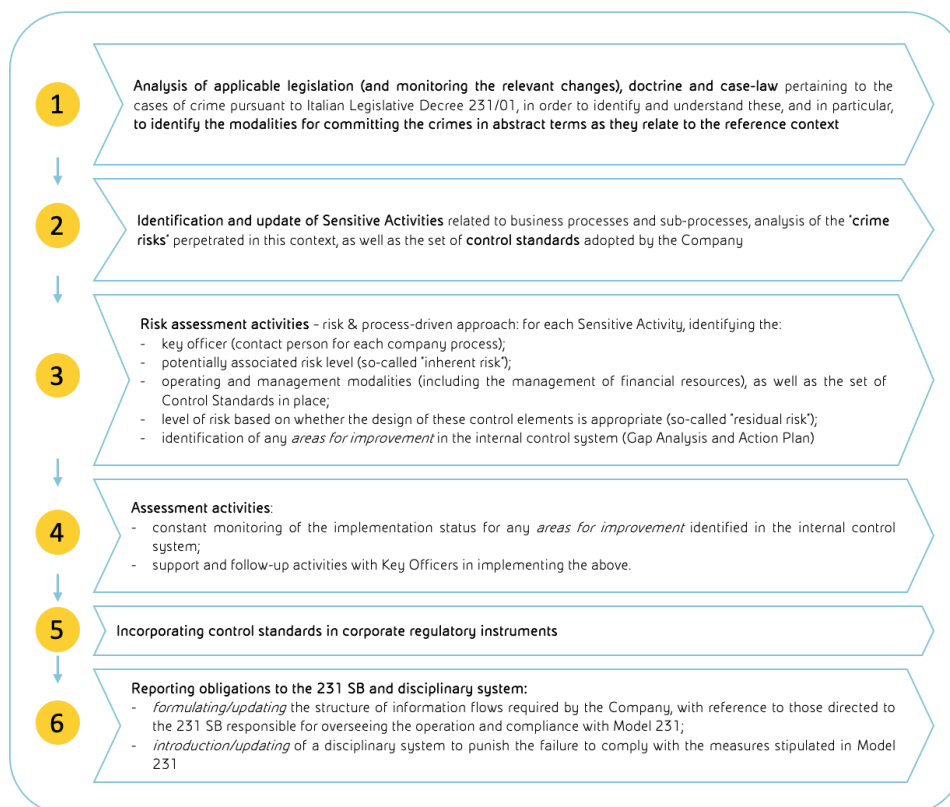 1
Analysis of applicable legislation (and monitoring the relevant changes), doctrine and case-law pertaining to the
cases of crime pursuant to Italian Legislative Decree 231/01, in order to identify and understand these, and in particular,
to identify the modalities for committing the crimes in abstract terms as they relate to the reference context
2
Identification and update of Sensitive Activities related to business processes and sub-processes, analysis of the "crime
risks" perpetrated in this context, as well as the set of control standards adopted by the Company
3
Risk assessment activities – risk & process-driven approach: for each Sensitive Activity, identifying the:
- key officer (contact person for each company process);
- potentially associated risk level (so-called "inherent risk");
- operating and management modalities (including the management of financial resources), as well as the set of
Control Standards in place;
- level of risk based on whether the design of these control elements is appropriate (so-called "residual risk");
- identification of any areas for improvement in the internal control system (Gap Analysis and Action Plan)
4
Assessment activities:
- constant monitoring of the implementation status for any areas for improvement identified in the internal control
system;
- support and follow-up activities with Key Officers in implementing the above.
5
Incorporating control standards in corporate regulatory instruments
6
Reporting obligations to the 231 SB and disciplinary system:
- formulating/updating the structure of information flows required by the Company, with reference to those directed to
the 231 SB responsible for overseeing the operation and compliance with Model 231;
- introduction/updating of a disciplinary system to punish the failure to comply with the measures stipulated in Model
231